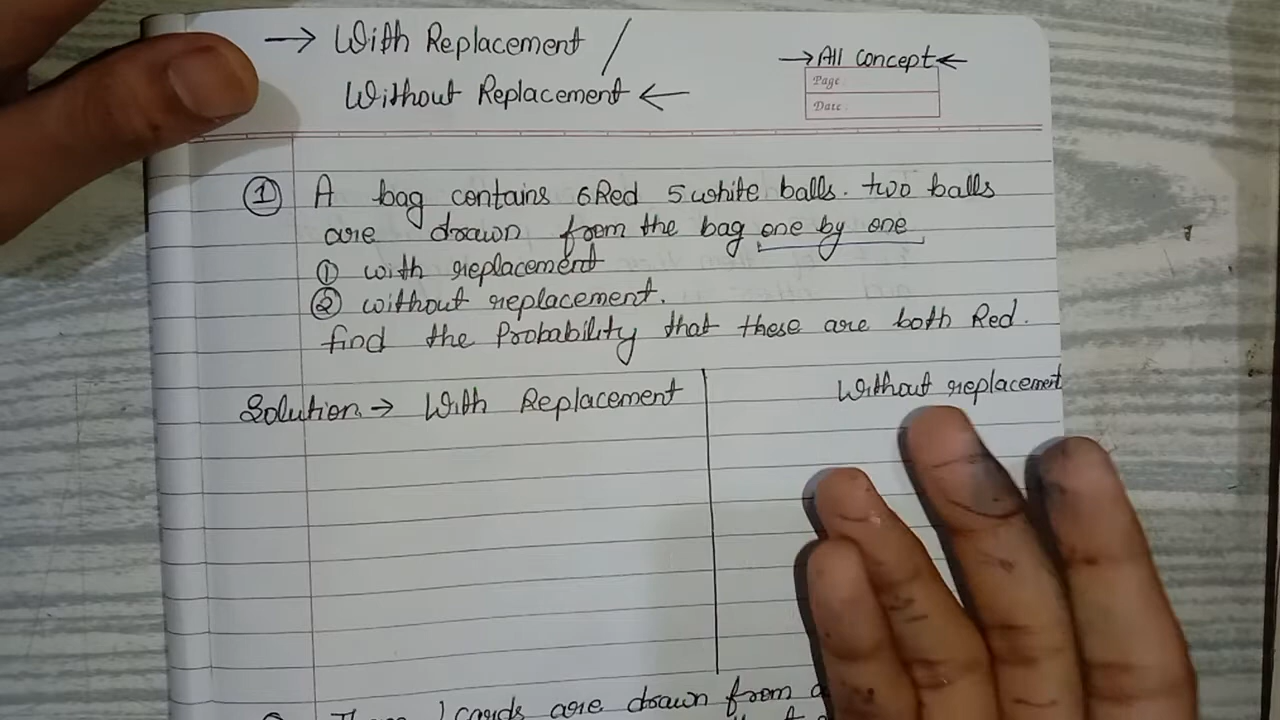 → With Replacement /
Without Replacement ←
→All concept←
Page
Date.
① A bag contains 6Red 5white balls. two balls
are drawn from the bag one by one
① with replacement
② without replacement.
find the Probability that these are both Red.
Solution → With Replacement
Without replacement
cards are drawn from